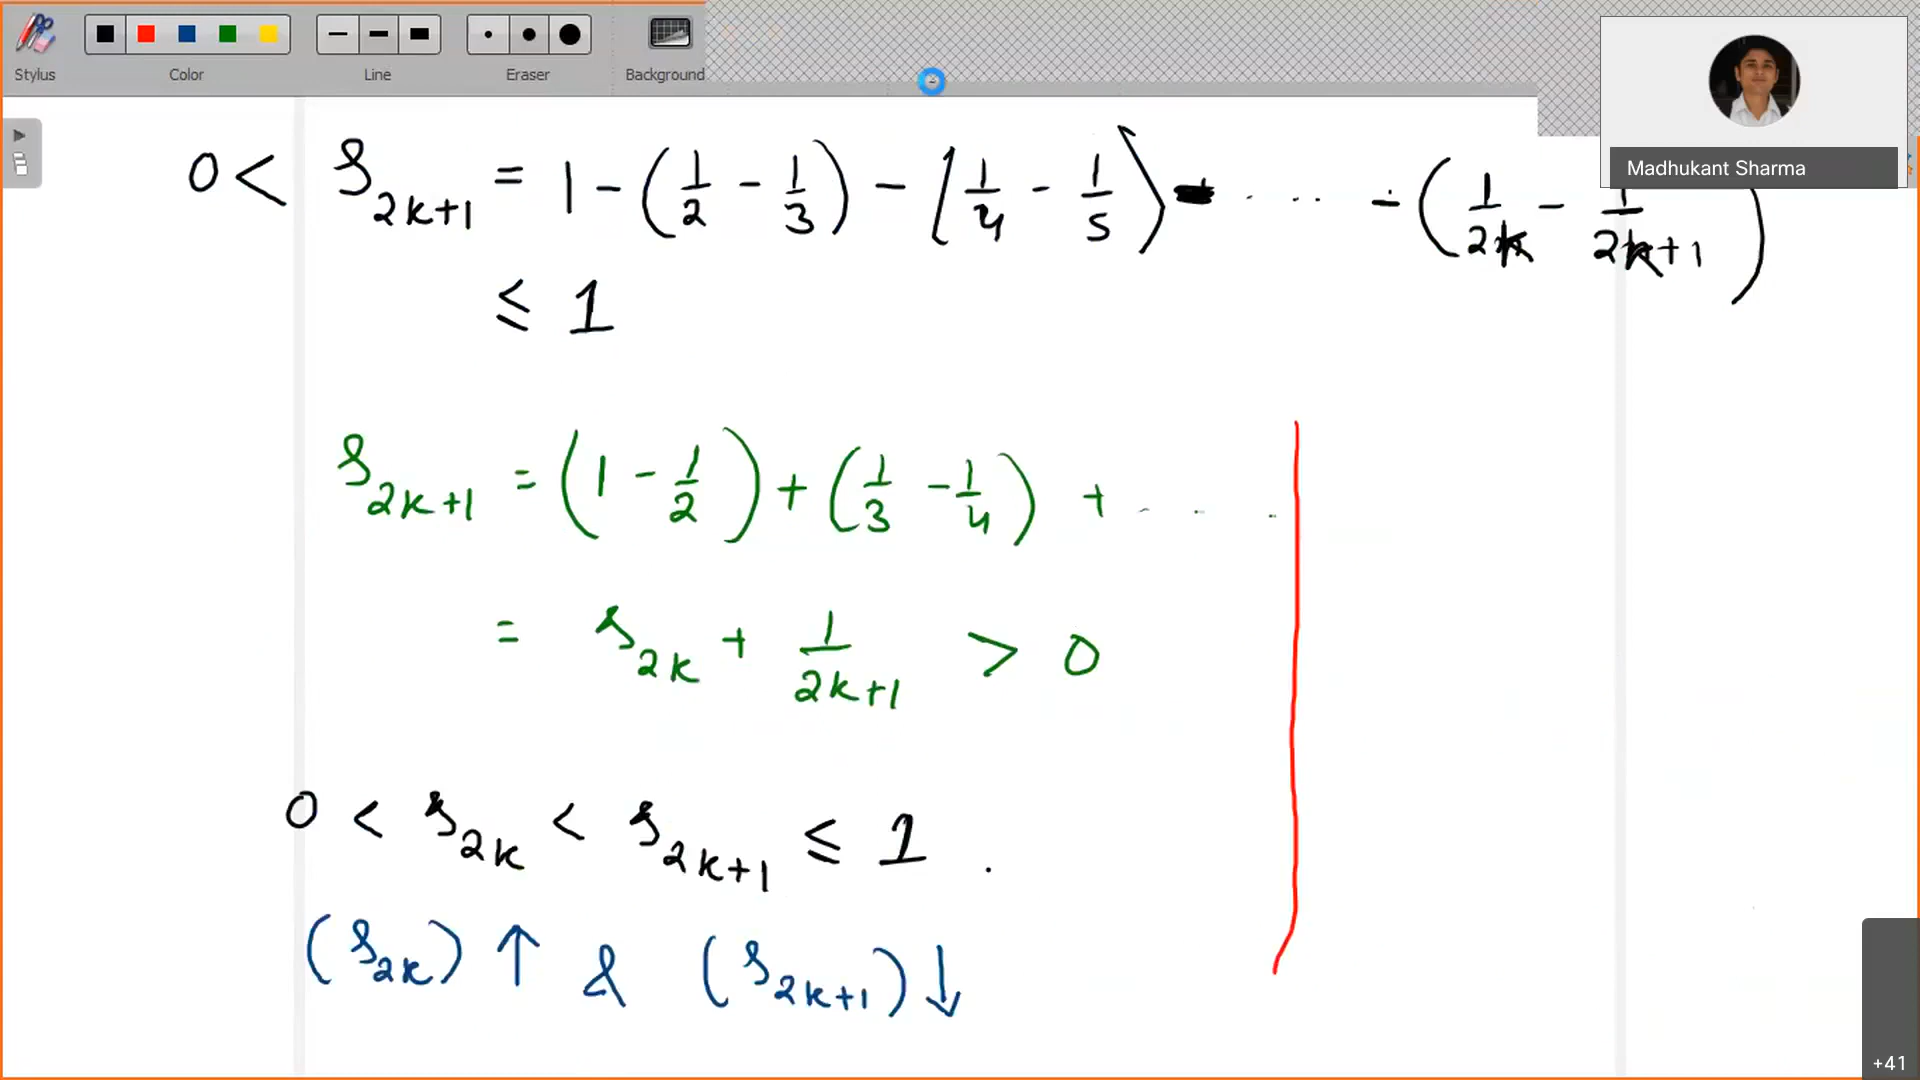 Stylus Color Line Eraser Background
Madhukant Sharma
0 < S_{2k+1} = 1 - (1/2 - 1/3) - (1/4 - 1/5) - .... - (1/2k - 1/2k+1)
≤ 1
S_{2k+1} = (1 - 1/2) + (1/3 - 1/4) + ...
= S_{2k} + 1/2k+1 > 0
0 < S_{2k} < S_{2k+1} ≤ 1 .
(S_{2k}) ↑ & (S_{2k+1}) ↓
+41